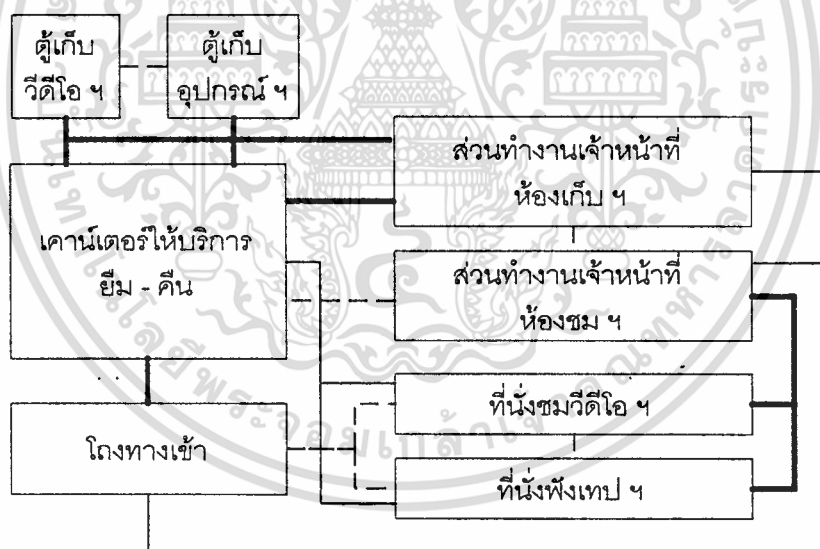 ตู้เก็บ
วีดีโอ ฯ
ตู้เก็บ
อุปกรณ์ ฯ
ส่วนทำงานเจ้าหน้าที่
ห้องเก็บ ฯ
เคาน์เตอร์ให้บริการ
ยืม - คืน
ส่วนทำงานเจ้าหน้าที่
ห้องชม ฯ
ที่นั่งชมวีดีโอ ฯ
โถงทางเข้า
ที่นั่งฟังเทป ฯ